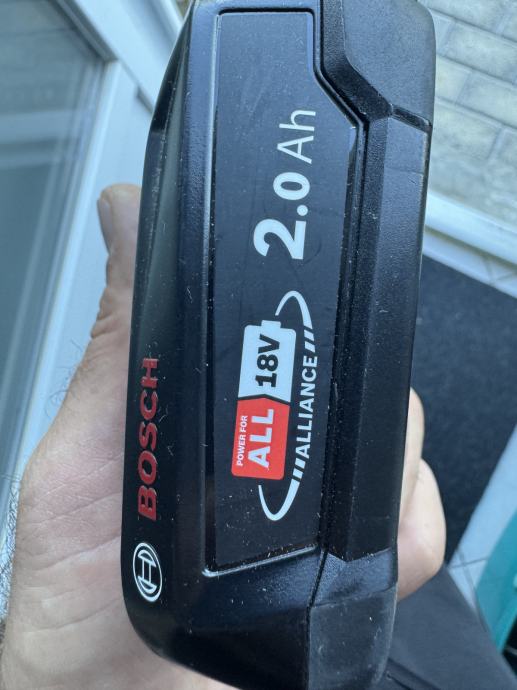 BOSCH
POWER FOR
ALL 18V
ALLIANCE
2.0 Ah